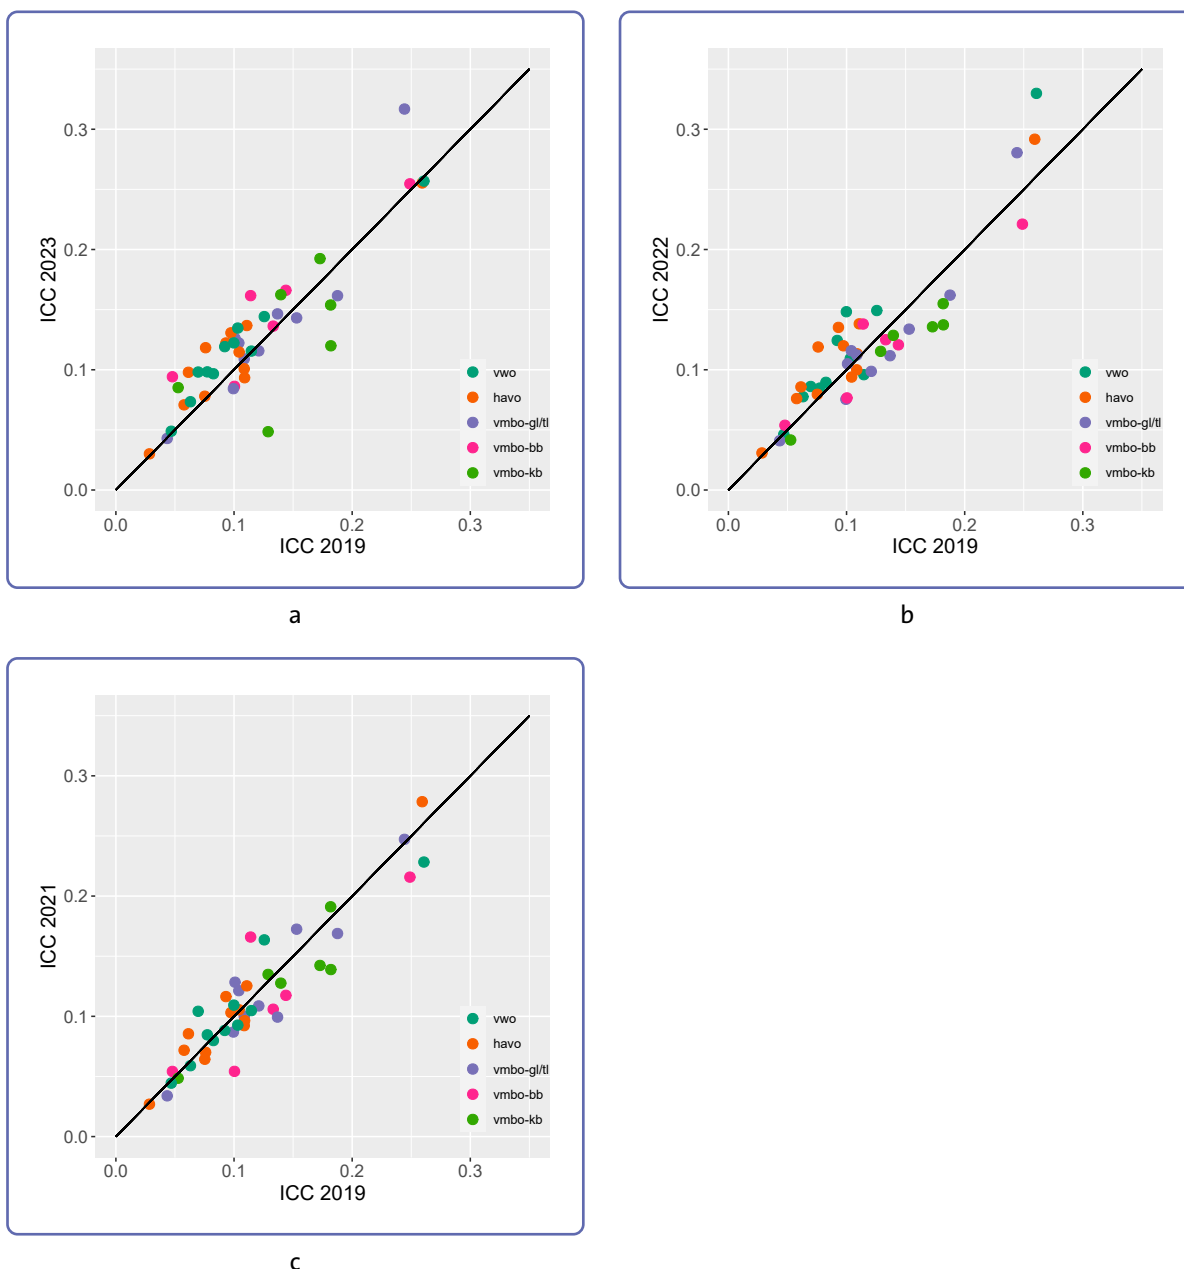 0.3
0.2
0.1
0.0
ICC 2023
vwo
havo
vmbo-gl/tl
vmbo-bb
vmbo-kb
0.0 0.1 0.2 0.3
ICC 2019
a
0.3
0.2
0.1
0.0
ICC 2022
vwo
havo
vmbo-gl/tl
vmbo-bb
vmbo-kb
0.0 0.1 0.2 0.3
ICC 2019
b
0.3
0.2
0.1
0.0
ICC 2021
vwo
havo
vmbo-gl/tl
vmbo-bb
vmbo-kb
0.0 0.1 0.2 0.3
ICC 2019
c